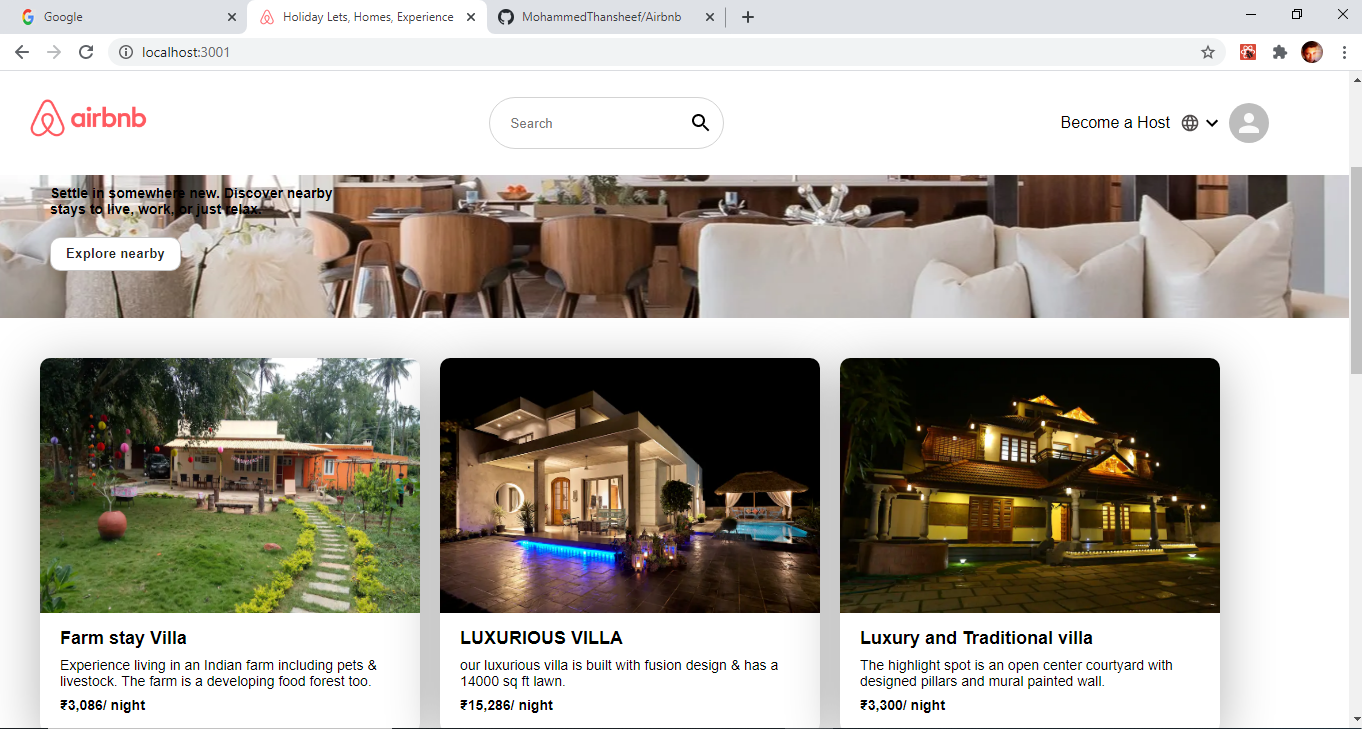 Google
Holiday Lets, Homes, Experience
MohammedThansheef/Airbnb
localhost:3001
airbnb
Search
Become a Host
Settle in somewhere new. Discover nearby
stays to live, work, or just relax.
Explore nearby
Farm stay Villa
Experience living in an Indian farm including pets &
livestock. The farm is a developing food forest too.
₹3,086/ night
LUXURIOUS VILLA
our luxurious villa is built with fusion design & has a
14000 sq ft lawn.
₹15,286/ night
Luxury and Traditional villa
The highlight spot is an open center courtyard with
designed pillars and mural painted wall.
₹3,300/ night